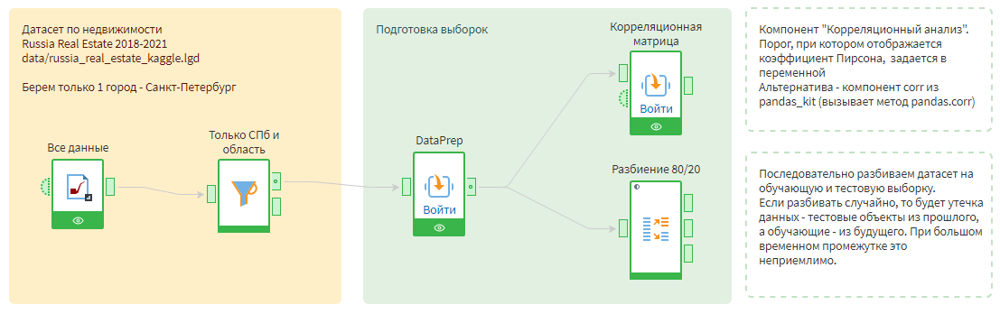 Датасет по недвижимости
Russia Real Estate 2018-2021
data/russia_real_estate_kaggle.lgd
Берем только 1 город - Санкт-Петербург
Все данные
Только СПб и
область
Подготовка выборок
DataPrep
Войти
Корреляционная
матрица
Войти
Разбиение 80/20
Компонент "Корреляционный анализ".
Порог, при котором отображается
коэффициент Пирсона,  задается в
переменной
Альтернатива - компонент corr из
pandas_kit (вызывает метод pandas.corr)
Последовательно разбиваем датасет на
обучающую и тестовую выборку.
Если разбивать случайно, то будет утечка
данных - тестовые объекты из прошлого,
а обучающие - из будущего. При большом
временном промежутке это
неприемлимо.